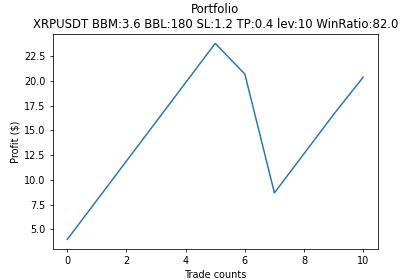 Portfolio
XRPUSDT BBM:3.6 BBL:180 SL:1.2 TP:0.4 lev:10 WinRatio:82.0
22.5
20.0
17.5
15.0
12.5
10.0
7.5
5.0
Profit ($)
0 2 4 6 8 10
Trade counts